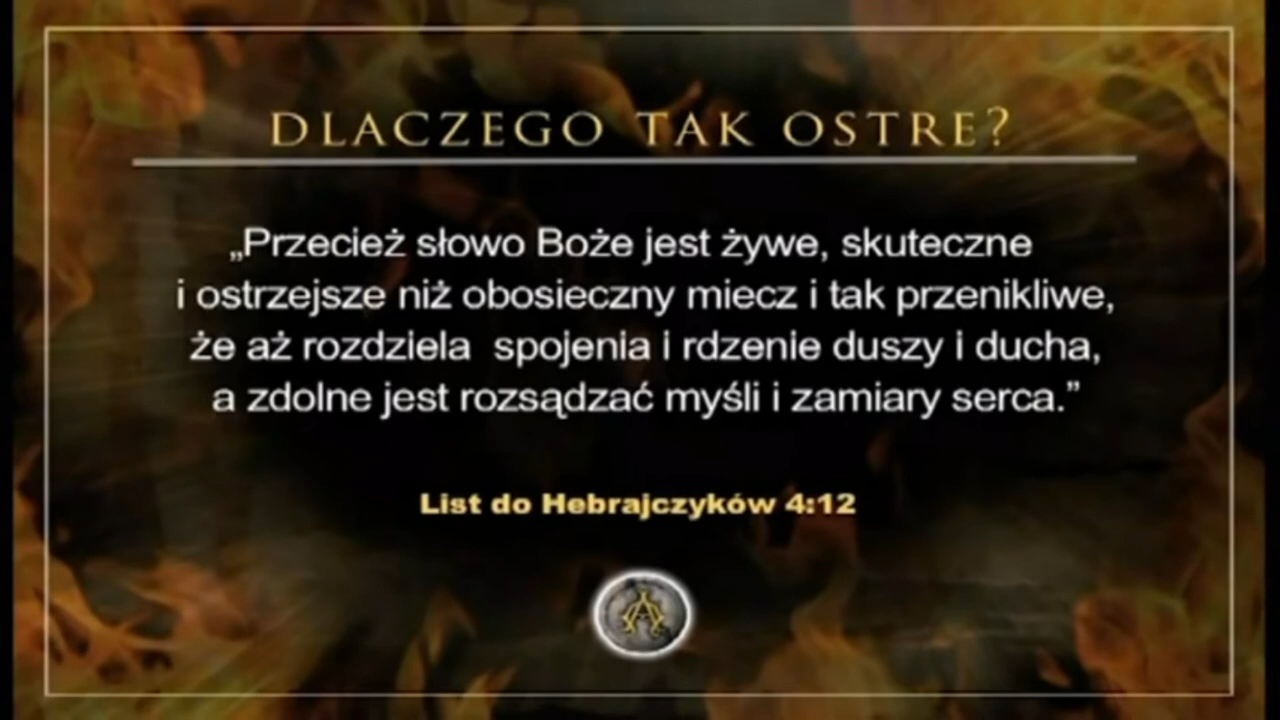 DLACZEGO TAK OSTRE?
„Przecież słowo Boże jest żywe, skuteczne
i ostrzejsze niż obosieczny miecz i tak przenikliwe,
że aż rozdziela spojenia i rdzenie duszy i ducha,
a zdolne jest rozsądzać myśli i zamiary serca.”
List do Hebrajczyków 4:12